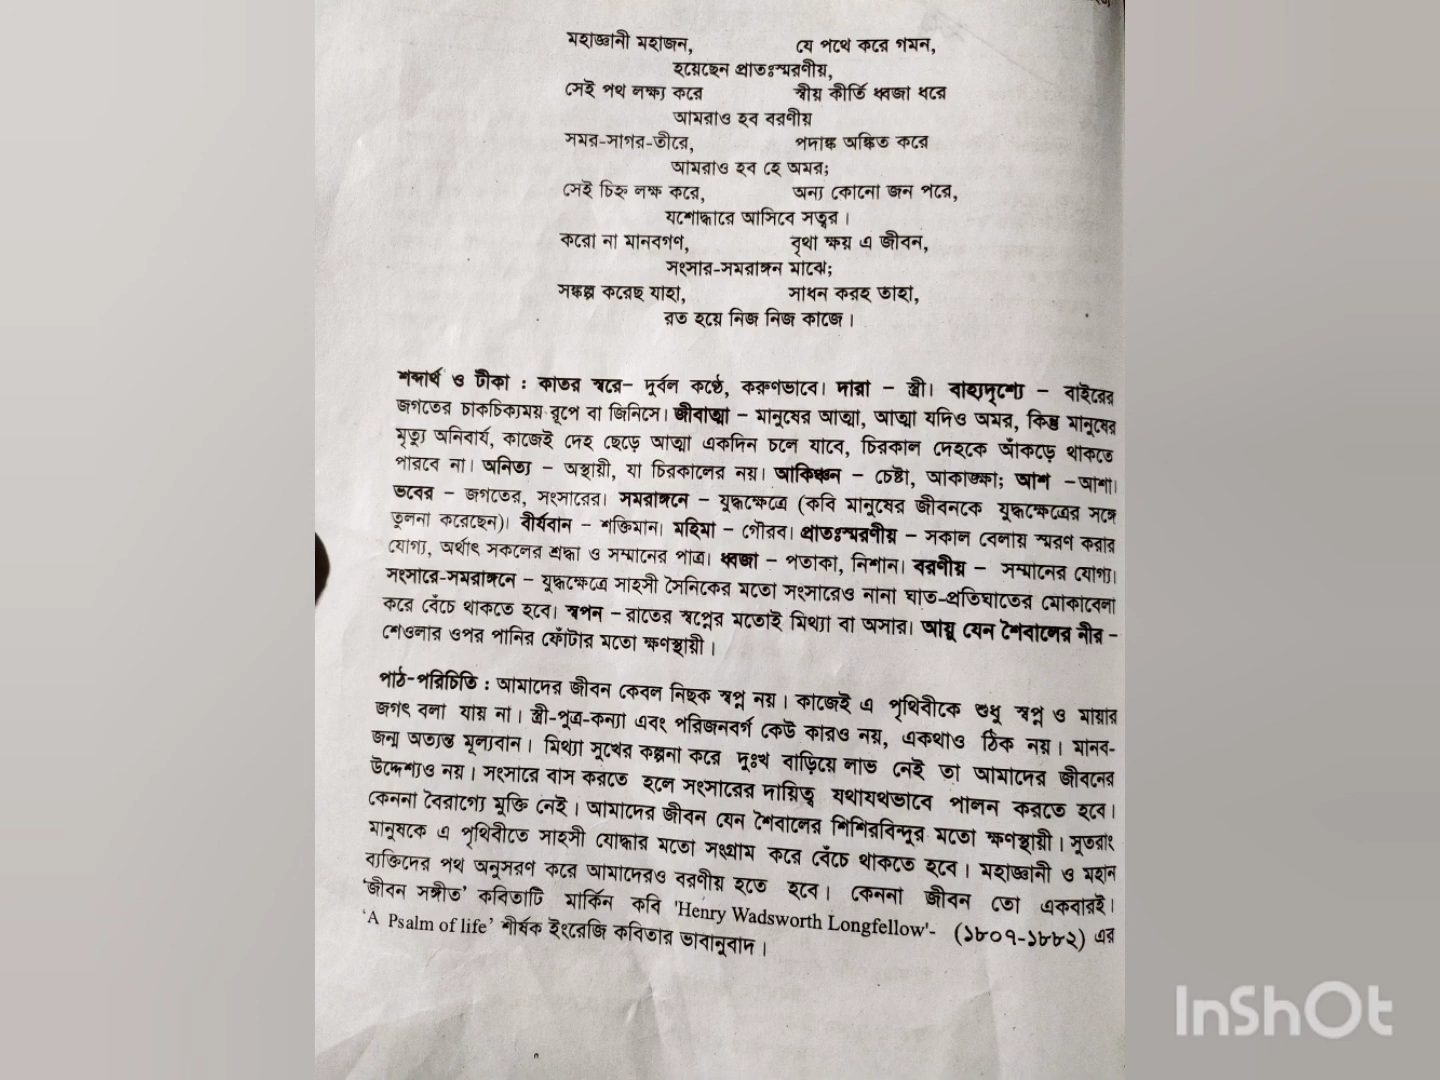 মহাজ্ঞানী মহাজন, যে পথে করে গমন,
হয়েছেন প্রাতঃস্মরণীয়,
সেই পথ লক্ষ্য করে স্বীয় কীর্তি ধ্বজা ধরে
আমরাও হব বরণীয়
সমর-সাগর-তীরে, পদাঙ্ক অঙ্কিত করে
আমরাও হব হে অমর;
সেই চিহ্ন লক্ষ করে, অন্য কোনো জন পরে,
যশোদ্ধারে আসিবে সত্বর।
করো না মানবগণ, বৃথা ক্ষয় এ জীবন,
সংসার-সমরাঙ্গন মাঝে;
সঙ্কল্প করেছ যাহা, সাধন করহ তাহা,
রত হয়ে নিজ নিজ কাজে।
শব্দার্থ ও টীকা : কাতর স্বরে– দুর্বল কণ্ঠে, করুণভাবে। দারা – স্ত্রী। বাহ্যদৃশ্যে – বাইরের
জগতের চাকচিক্যময় রূপে বা জিনিসে। জীবাত্মা – মানুষের আত্মা, আত্মা যদিও অমর, কিন্তু মানুষের
মৃত্যু অনিবার্য, কাজেই দেহ ছেড়ে আত্মা একদিন চলে যাবে, চিরকাল দেহকে আঁকড়ে থাকতে
পারবে না। অনিত্য – অস্থায়ী, যা চিরকালের নয়। আকিঞ্চন – চেষ্টা, আকাঙ্ক্ষা; আশ –আশা।
ভবের – জগতের, সংসারের। সমরাঙ্গনে – যুদ্ধক্ষেত্রে (কবি মানুষের জীবনকে যুদ্ধক্ষেত্রের সঙ্গে
তুলনা করেছেন)। বীর্যবান – শক্তিমান। মহিমা – গৌরব। প্রাতঃস্মরণীয় – সকাল বেলায় স্মরণ করার
যোগ্য, অর্থাৎ সকলের শ্রদ্ধা ও সম্মানের পাত্র। ধ্বজা – পতাকা, নিশান। বরণীয় – সম্মানের যোগ্য।
সংসারে-সমরাঙ্গনে – যুদ্ধক্ষেত্রে সাহসী সৈনিকের মতো সংসারেও নানা ঘাত-প্রতিঘাতের মোকাবেলা
করে বেঁচে থাকতে হবে। স্বপন – রাতের স্বপ্নের মতোই মিথ্যা বা অসার। আয়ু যেন শৈবালের নীর –
শেওলার ওপর পানির ফোঁটার মতো ক্ষণস্থায়ী।
পাঠ-পরিচিতি : আমাদের জীবন কেবল নিছক স্বপ্ন নয়। কাজেই এ পৃথিবীকে শুধু স্বপ্ন ও মায়ার
জগৎ বলা যায় না। স্ত্রী-পুত্র-কন্যা এবং পরিজনবর্গ কেউ কারও নয়, একথাও ঠিক নয়। মানব-
জন্ম অত্যন্ত মূল্যবান। মিথ্যা সুখের কল্পনা করে দুঃখ বাড়িয়ে লাভ নেই তা আমাদের জীবনের
উদ্দেশ্যও নয়। সংসারে বাস করতে হলে সংসারের দায়িত্ব যথাযথভাবে পালন করতে হবে।
কেননা বৈরাগ্যে মুক্তি নেই। আমাদের জীবন যেন শৈবালের শিশিরবিন্দুর মতো ক্ষণস্থায়ী। সুতরাং
মানুষকে এ পৃথিবীতে সাহসী যোদ্ধার মতো সংগ্রাম করে বেঁচে থাকতে হবে। মহাজ্ঞানী ও মহান
ব্যক্তিদের পথ অনুসরণ করে আমাদেরও বরণীয় হতে হবে। কেননা জীবন তো একবারই।
‘জীবন সঙ্গীত’ কবিতাটি মার্কিন কবি 'Henry Wadsworth Longfellow'- (১৮০৭-১৮৮২) এর
‘A Psalm of life’ শীর্ষক ইংরেজি কবিতার ভাবানুবাদ।
InShOt